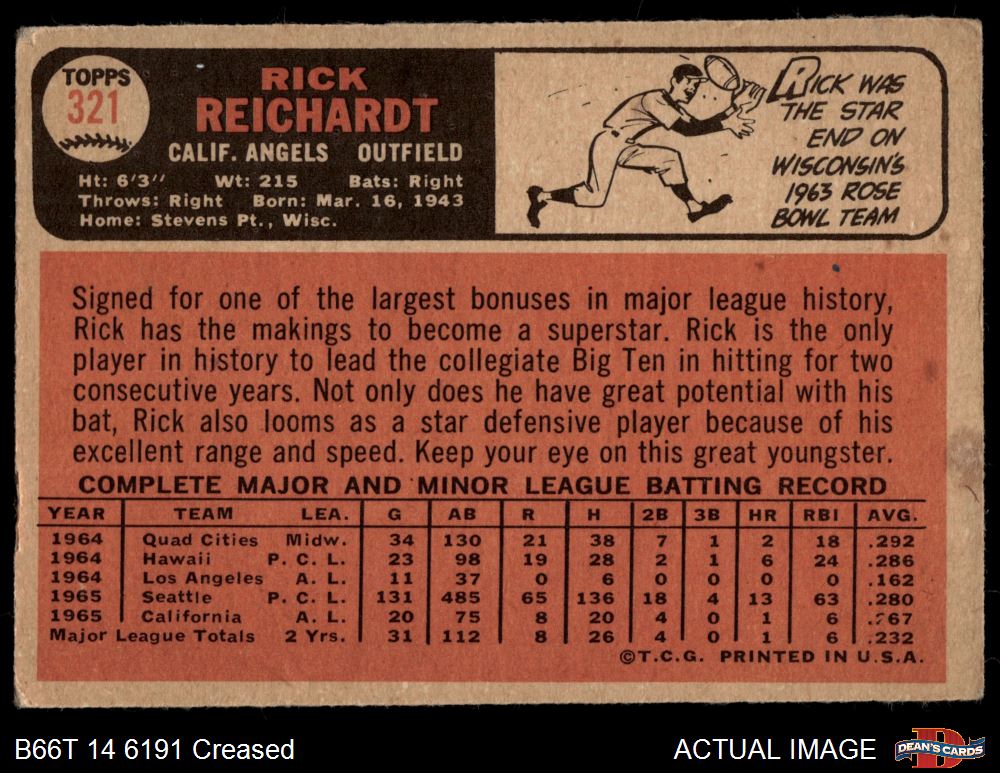 TOPPS
321
RICK
REICHARDT
CALIF. ANGELS OUTFIELD
Ht: 6'3" Wt: 215 Bats: Right
Throws: Right Born: Mar. 16, 1943
Home: Stevens Pt., Wisc.
RICK WAS
THE STAR
END ON
WISCONSIN'S
1963 ROSE
BOWL TEAM
Signed for one of the largest bonuses in major league history,
Rick has the makings to become a superstar. Rick is the only
player in history to lead the collegiate Big Ten in hitting for two
consecutive years. Not only does he have great potential with his
bat, Rick also looms as a star defensive player because of his
excellent range and speed. Keep your eye on this great youngster.
COMPLETE MAJOR AND MINOR LEAGUE BATTING RECORD
YEAR TEAM LEA. G AB R H 2B 3B HR RBI AVG.
1964 Quad Cities Midw. 34 130 21 38 7 1 2 18 .292
1964 Hawaii P. C. L. 23 98 19 28 2 1 6 24 .286
1964 Los Angeles A. L. 11 37 0 6 0 0 0 0 .162
1965 Seattle P. C. L. 131 485 65 136 18 4 13 63 .280
1965 California A. L. 20 75 8 20 4 0 1 6 .267
Major League Totals 2 Yrs. 31 112 8 26 4 0 1 6 .232
©T.C.G. PRINTED IN U.S.A.
B66T 14 6191 Creased
ACTUAL IMAGE
DEAN'S CARDS